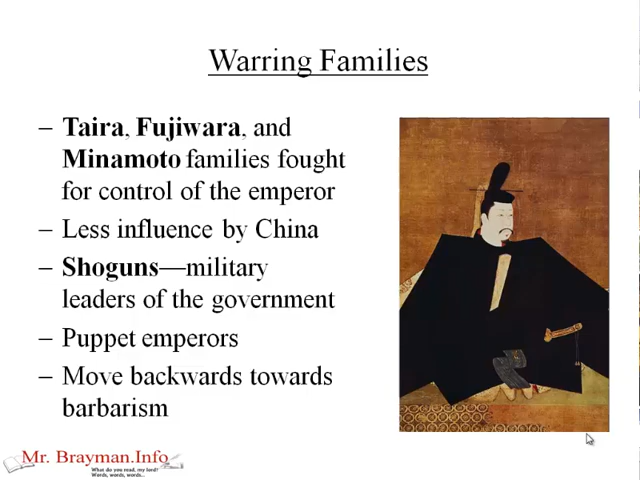 Warring Families
– Taira, Fujiwara, and
Minamoto families fought
for control of the emperor
– Less influence by China
– Shoguns—military
leaders of the government
– Puppet emperors
– Move backwards towards
barbarism
Mr. Brayman.Info
What do you read, my lord?
Words, words, words...